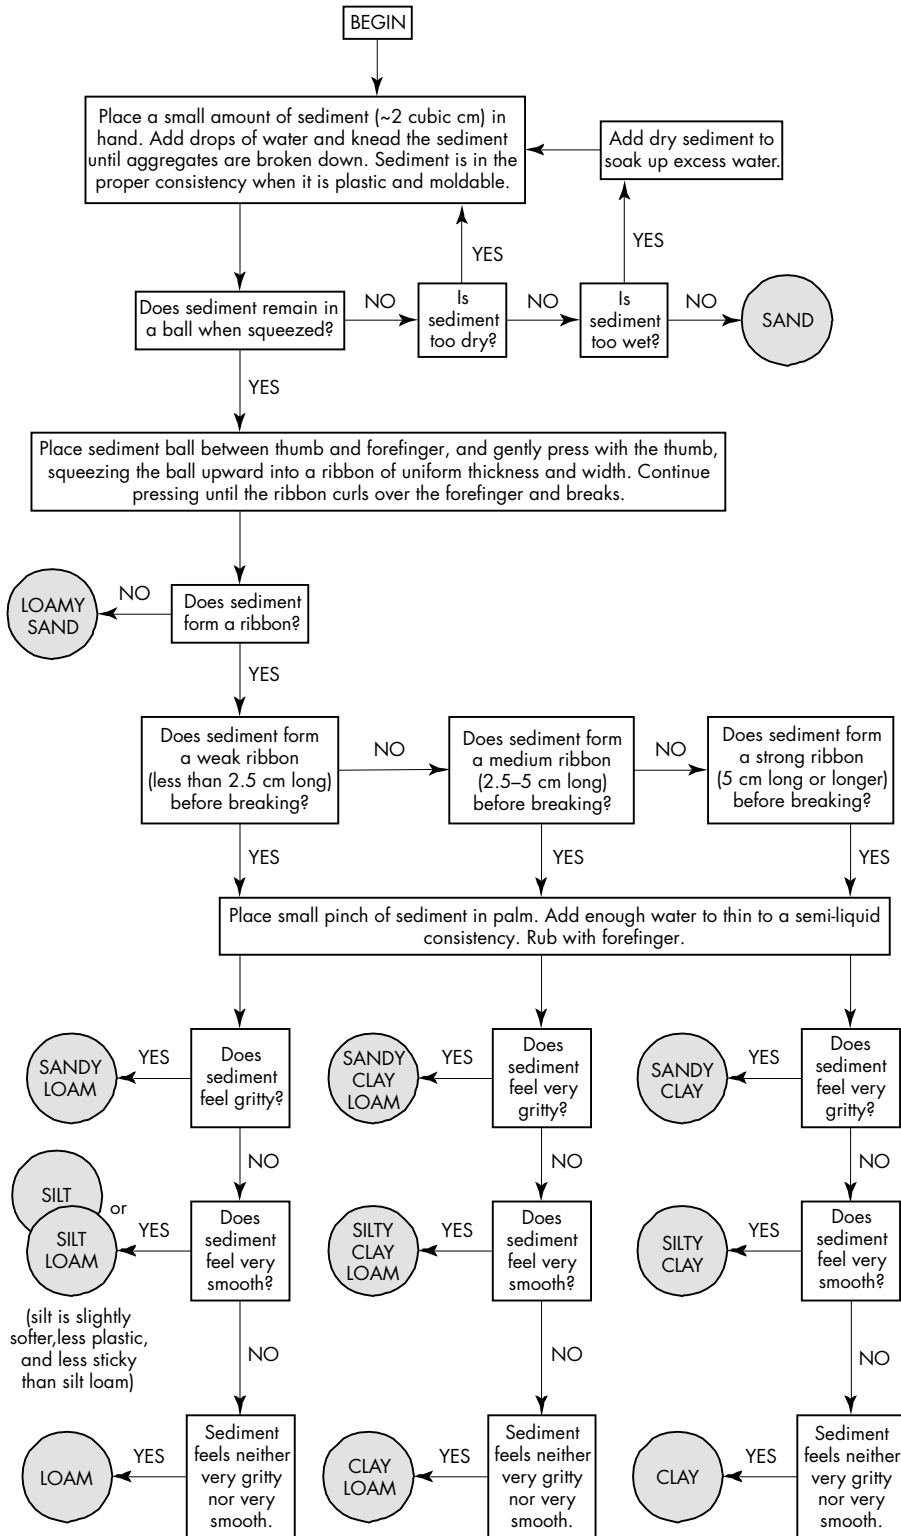 BEGIN
Place a small amount of sediment (~2 cubic cm) in
hand. Add drops of water and knead the sediment
until aggregates are broken down. Sediment is in the
proper consistency when it is plastic and moldable.
Add dry sediment to
soak up excess water.
YES
YES
Does sediment remain in
a ball when squeezed?
NO
Is
sediment
too dry?
NO
Is
sediment
too wet?
NO
SAND
YES
Place sediment ball between thumb and forefinger, and gently press with the thumb,
squeezing the ball upward into a ribbon of uniform thickness and width. Continue
pressing until the ribbon curls over the forefinger and breaks.
LOAMY
SAND
NO
Does sediment
form a ribbon?
YES
Does sediment form
a weak ribbon
(less than 2.5 cm long)
before breaking?
NO
Does sediment form
a medium ribbon
(2.5–5 cm long)
before breaking?
NO
Does sediment form
a strong ribbon
(5 cm long or longer)
before breaking?
YES
YES
YES
Place small pinch of sediment in palm. Add enough water to thin to a semi-liquid
consistency. Rub with forefinger.
SANDY
LOAM
YES
Does
sediment
feel gritty?
SANDY
CLAY
LOAM
YES
Does
sediment
feel very
gritty?
SANDY
CLAY
YES
Does
sediment
feel very
gritty?
NO
NO
NO
SILT
or
SILT
LOAM
YES
Does
sediment
feel very
smooth?
SILTY
CLAY
LOAM
YES
Does
sediment
feel very
smooth?
SILTY
CLAY
YES
Does
sediment
feel very
smooth?
(silt is slightly
softer,less plastic,
and less sticky
than silt loam)
NO
NO
NO
LOAM
YES
Sediment
feels neither
very gritty
nor very
smooth.
CLAY
LOAM
YES
Sediment
feels neither
very gritty
nor very
smooth.
CLAY
YES
Sediment
feels neither
very gritty
nor very
smooth.